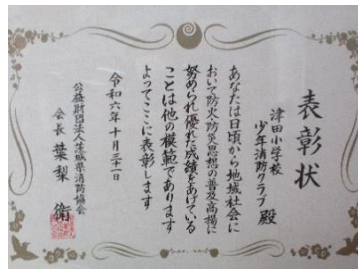 表彰状
津田小学校
少年消防クラブ 殿
あなたは日頃から地域社会に
おいて防火・防災思想の普及高揚に
努められ優れた成績をあげている
ことは他の模範であります
よってここに表彰します
令和六年十月三十一日
公益財団法人茨城県消防協会
会長 葉梨 衛